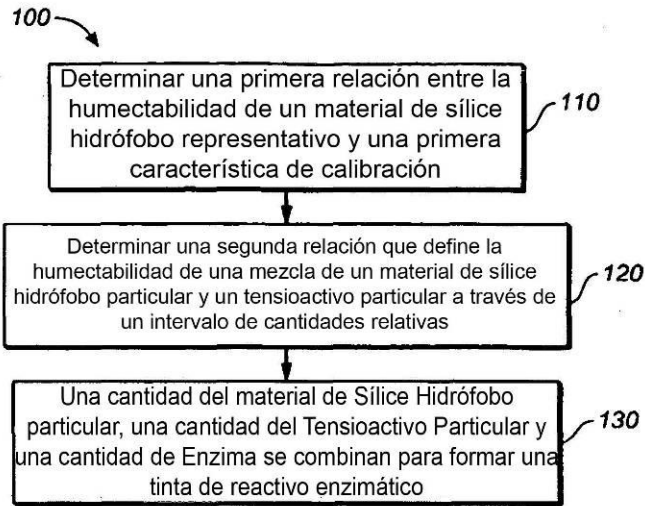 100
Determinar una primera relación entre la
humectabilidad de un material de sílice
hidrófobo representativo y una primera
característica de calibración
110
Determinar una segunda relación que define la
humectabilidad de una mezcla de un material de sílice
hidrófobo particular y un tensioactivo particular a través de
un intervalo de cantidades relativas
120
Una cantidad del material de Sílice Hidrófobo
particular, una cantidad del Tensioactivo Particular y
una cantidad de Enzima se combinan para formar una
tinta de reactivo enzimático
130